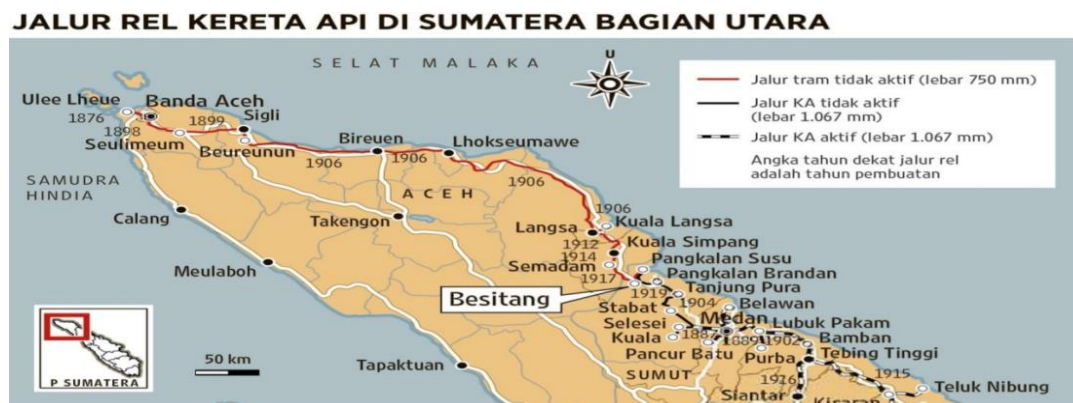 JALUR REL KERETA API DI SUMATERA BAGIAN UTARA
SELAT MALAKA
U
Jalur tram tidak aktif (lebar 750 mm)
Jalur KA tidak aktif
(lebar 1.067 mm)
Jalur KA aktif (lebar 1.067 mm)
Angka tahun dekat jalur rel
adalah tahun pembuatan
Ulee Lheue
1876
Banda Aceh
1898
1899
Sigli
Seulimeum
Beureunun
1906
Bireuen
1906
Lhokseumawe
1906
SAMUDRA
HINDIA
ACEH
Calang
Takengon
1906
Kuala Langsa
Langsa
1912
Kuala Simpang
1914
Semadam
Pangkalan Susu
1917
Pangkalan Brandan
Meulaboh
Besitang
1919
Tanjung Pura
1904
Belawan
Stabat
Medan
Selesei
Lubuk Pakam
Kuala
1887
1889
1902
Bamban
Pancur Batu
Purba
Tebing Tinggi
50 km
Tapaktuan
SUMUT
1915
1916
Teluk Nibung
P SUMATERA
Siantar
Kisaran